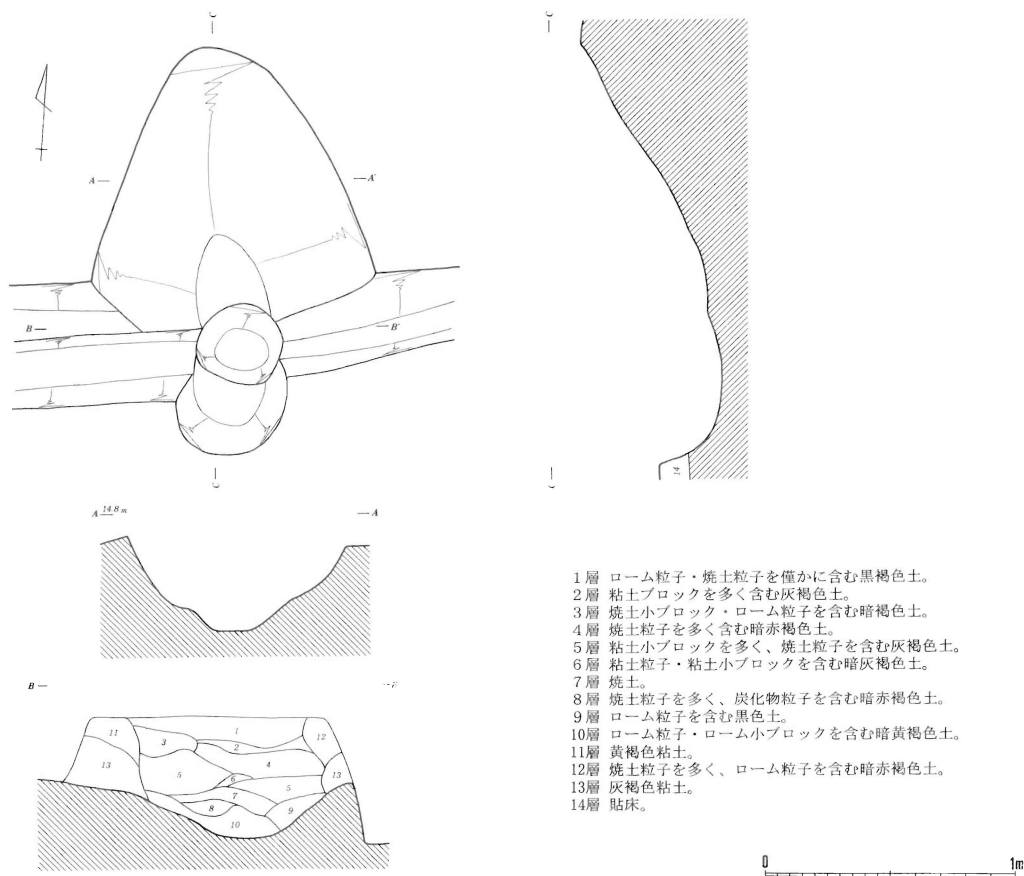 C
C
A
A'
B
B'
C
C
A 14.8m
A
B
11
1
12
3
2
13
4
5
6
13
7
5
8
9
10
14
1層 ローム粒子・焼土粒子を僅かに含む黒褐色土。
2層 粘土ブロックを多く含む灰褐色土。
3層 焼土小ブロック・ローム粒子を含む暗褐色土。
4層 焼土粒子を多く含む暗赤褐色土。
5層 粘土小ブロックを多く、焼土粒子を含む灰褐色土。
6層 粘土粒子・粘土小ブロックを含む暗灰褐色土。
7層 焼土。
8層 焼土粒子を多く、炭化物粒子を含む暗赤褐色土。
9層 ローム粒子を含む黒色土。
10層 ローム粒子・ローム小ブロックを含む暗黄褐色土。
11層 黄褐色粘土。
12層 焼土粒子を多く、ローム粒子を含む暗赤褐色土。
13層 灰褐色粘土。
14層 貼床。
0
1m